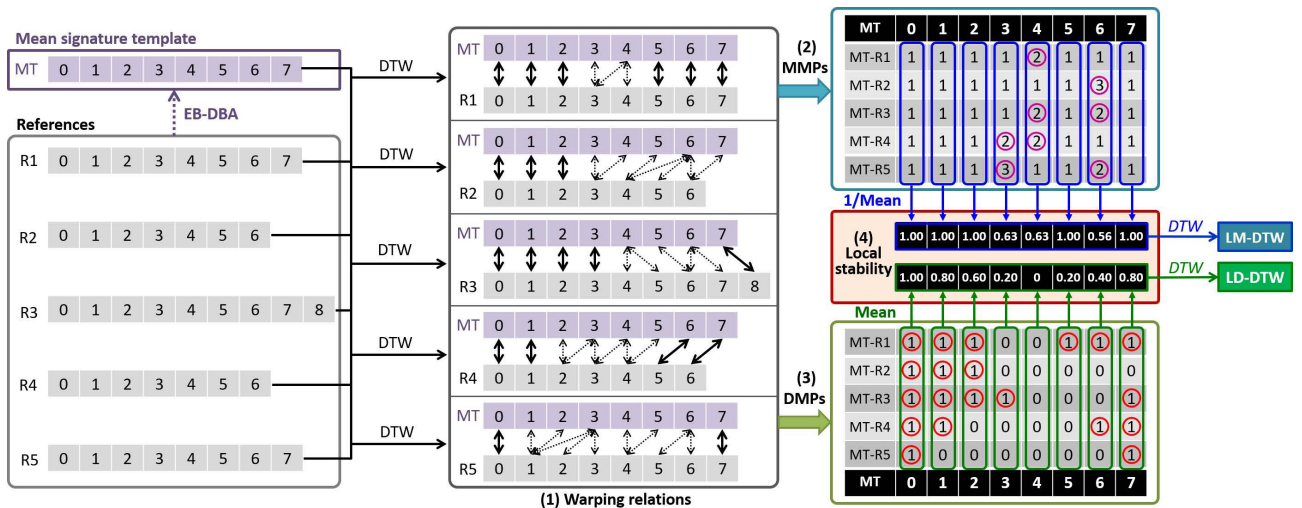 Mean signature template
MT 0 1 2 3 4 5 6 7
EB-DBA
References
R1 0 1 2 3 4 5 6 7
R2 0 1 2 3 4 5 6
R3 0 1 2 3 4 5 6 7 8
R4 0 1 2 3 4 5 6
R5 0 1 2 3 4 5 6 7
DTW
DTW
DTW
DTW
DTW
MT 0 1 2 3 4 5 6 7
R1 0 1 2 3 4 5 6 7
MT 0 1 2 3 4 5 6 7
R2 0 1 2 3 4 5 6
MT 0 1 2 3 4 5 6 7
R3 0 1 2 3 4 5 6 7 8
MT 0 1 2 3 4 5 6 7
R4 0 1 2 3 4 5 6
MT 0 1 2 3 4 5 6 7
R5 0 1 2 3 4 5 6 7
(1) Warping relations
(2)
MMPs
MT 0 1 2 3 4 5 6 7
MT-R1 1 1 1 1 2 1 1 1
MT-R2 1 1 1 1 1 1 3 1
MT-R3 1 1 1 1 2 1 2 1
MT-R4 1 1 1 2 2 1 1 1
MT-R5 1 1 1 3 1 1 2 1
1/Mean
(4)
Local
stability
1.00 1.00 1.00 0.63 0.63 1.00 0.56 1.00
DTW
LM-DTW
1.00 0.80 0.60 0.20 0 0.20 0.40 0.80
DTW
LD-DTW
Mean
(3)
DMPs
MT-R1 1 1 1 0 0 1 1 1
MT-R2 1 1 1 0 0 0 0 0
MT-R3 1 1 1 1 0 0 0 1
MT-R4 1 1 0 0 0 0 1 1
MT-R5 1 0 0 0 0 0 0 1
MT 0 1 2 3 4 5 6 7